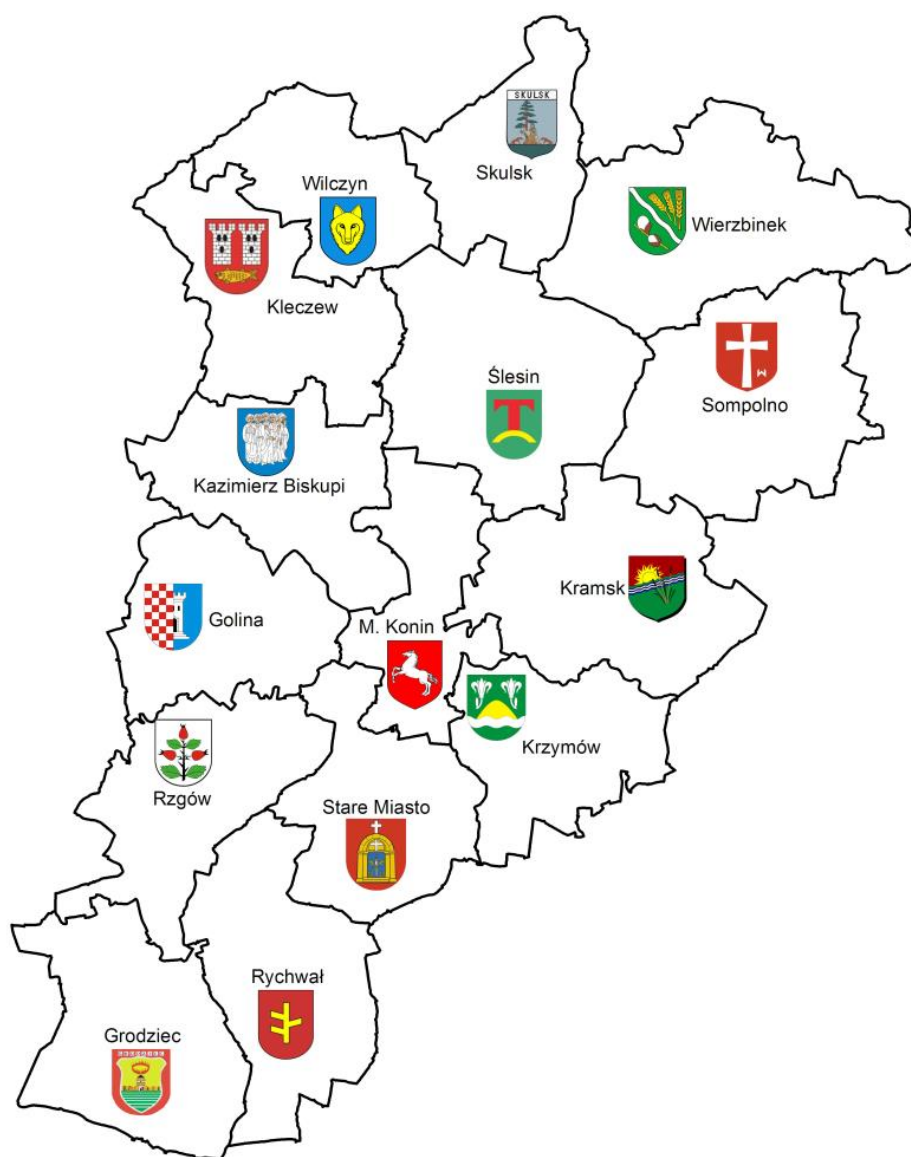 SKULSK
Skulsk
Wilczyn
Wierzbinek
Kleczew
Ślesin
Sompolno
Kazimierz Biskupi
Kramsk
Golina
M. Konin
Krzymów
Rzgów
Stare Miasto
Rychwał
Grodziec